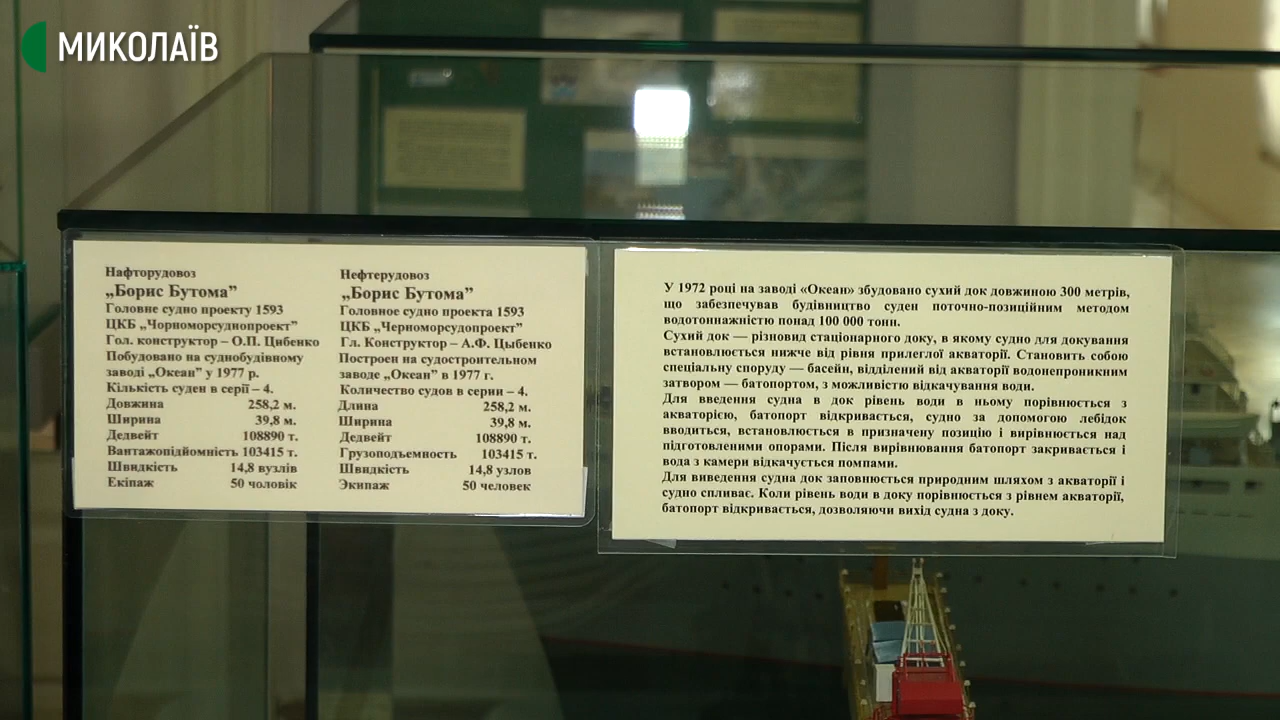 МИКОЛАЇВ
Нафторудовоз
„Борис Бутома”
Головне судно проекту 1593
ЦКБ „Чорноморсуднопроект”
Гол. конструктор – О.П. Цибенко
Побудовано на суднобудівному
заводі „Океан” у 1977 р.
Кількість суден в серії – 4.
Довжина 258,2 м.
Ширина 39,8 м.
Дедвейт 108890 т.
Вантажопідйомність 103415 т.
Швидкість 14,8 вузлів
Екіпаж 50 чоловік
Нефтерудовоз
„Борис Бутома”
Головное судно проекта 1593
ЦКБ „Черноморсудопроект”
Гл. Конструктор – А.Ф. Цыбенко
Построен на судостроительном
заводе „Океан” в 1977 г.
Количество судов в серии – 4.
Длина 258,2 м.
Ширина 39,8 м.
Дедвейт 108890 т.
Грузоподъемность 103415 т.
Швидкість 14,8 узлов
Экипаж 50 человек
У 1972 році на заводі «Океан» збудовано сухий док довжиною 300 метрів,
що забезпечував будівництво суден поточно-позиційним методом
водотоннажністю понад 100 000 тонн.
Сухий док — різновид стаціонарного доку, в якому судно для докування
встановлюється нижче від рівня прилеглої акваторії. Становить собою
спеціальну споруду — басейн, відділений від акваторії водонепроникним
затвором — батопортом, з можливістю відкачування води.
Для введення судна в док рівень води в ньому порівнюється з
акваторією, батопорт відкривається, судно за допомогою лебідок
вводиться, встановлюється в призначену позицію і вирівнюється над
підготовленими опорами. Після вирівнювання батопорт закривається і
вода з камери відкачується помпами.
Для виведення судна док заповнюється природним шляхом з акваторії і
судно спливає. Коли рівень води в доку порівнюється з рівнем акваторії,
батопорт відкривається, дозволяючи вихід судна з доку.